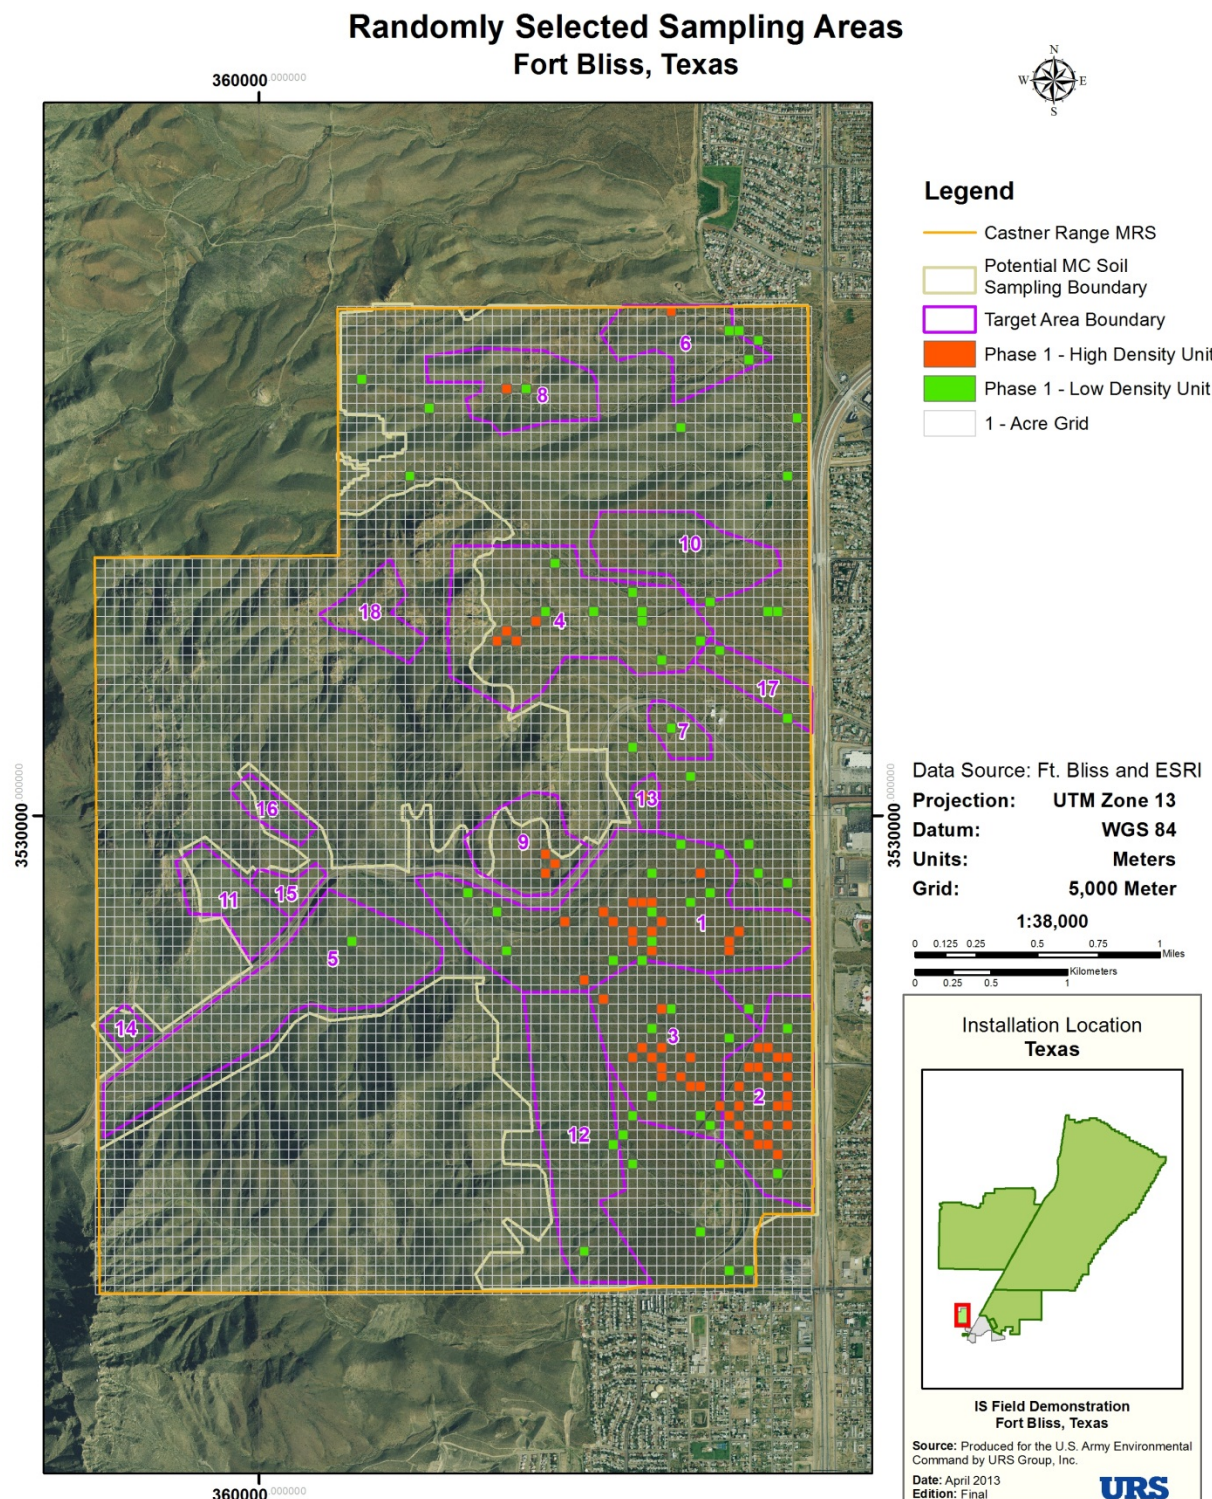 Randomly Selected Sampling Areas
Fort Bliss, Texas
360000.000000
N
W E
S
Legend
Castner Range MRS
Potential MC Soil
Sampling Boundary
Target Area Boundary
Phase 1 - High Density Unit
Phase 1 - Low Density Unit
1 - Acre Grid
6
8
10
18
4
17
7
13
16
9
15
11
1
5
14
3
2
12
3530000.000000
3530000.000000
Data Source: Ft. Bliss and ESRI
Projection: UTM Zone 13
Datum: WGS 84
Units: Meters
Grid: 5,000 Meter
1:38,000
0 0.125 0.25 0.5 0.75 1
Miles
Kilometers
0 0.25 0.5 1
Installation Location
Texas
IS Field Demonstration
Fort Bliss, Texas
Source: Produced for the U.S. Army Environmental
Command by URS Group, Inc.
Date: April 2013
Edition: Final
URS
360000.000000